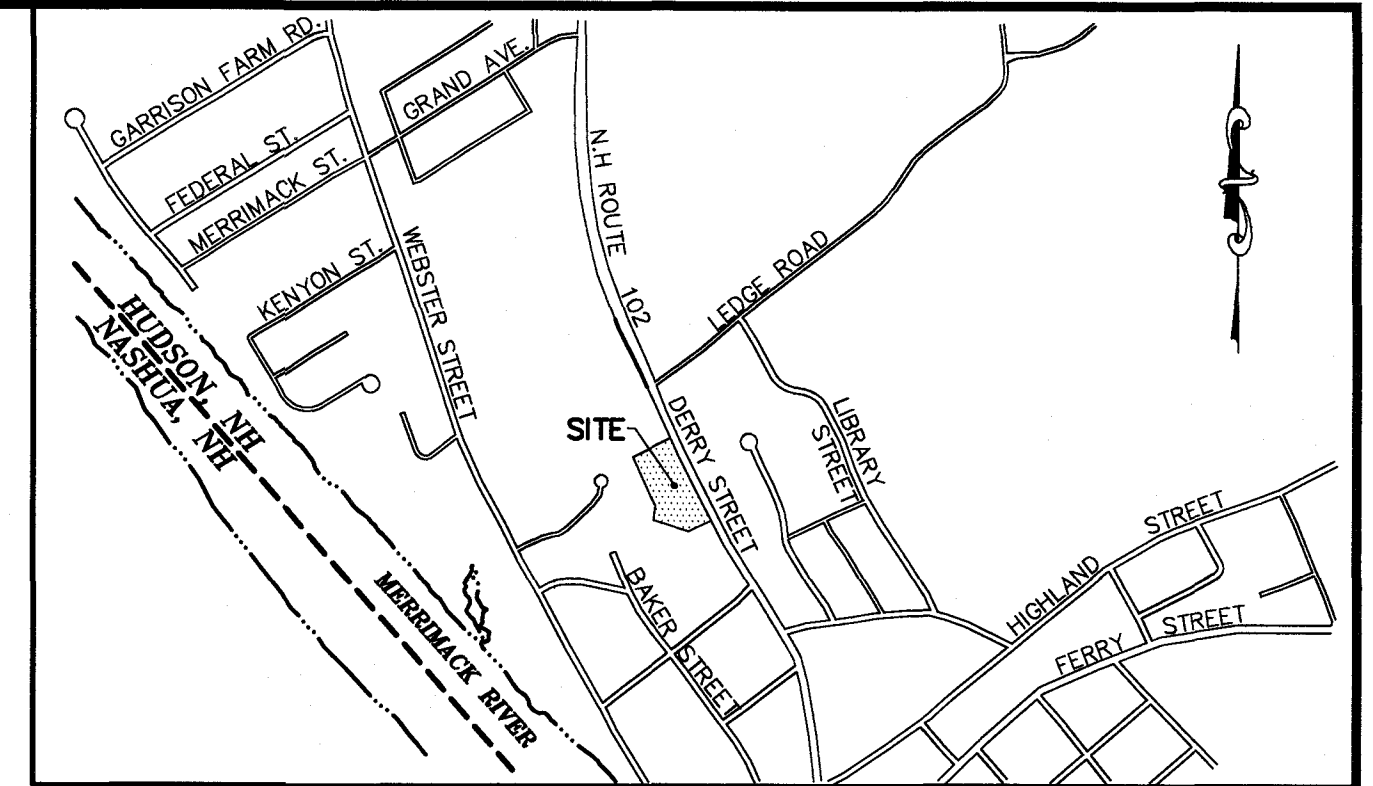 GARRISON FARM RD.
FEDERAL ST.
MERRIMACK ST.
GRAND AVE.
KENYON ST.
WEBSTER STREET
N.H ROUTE 102
LEDGE ROAD
HUDSON, NH
NASHUA, NH
SITE
DERRY STREET
LIBRARY
STREET
BAKER STREET
MERRIMACK RIVER
HIGHLAND STREET
FERRY STREET